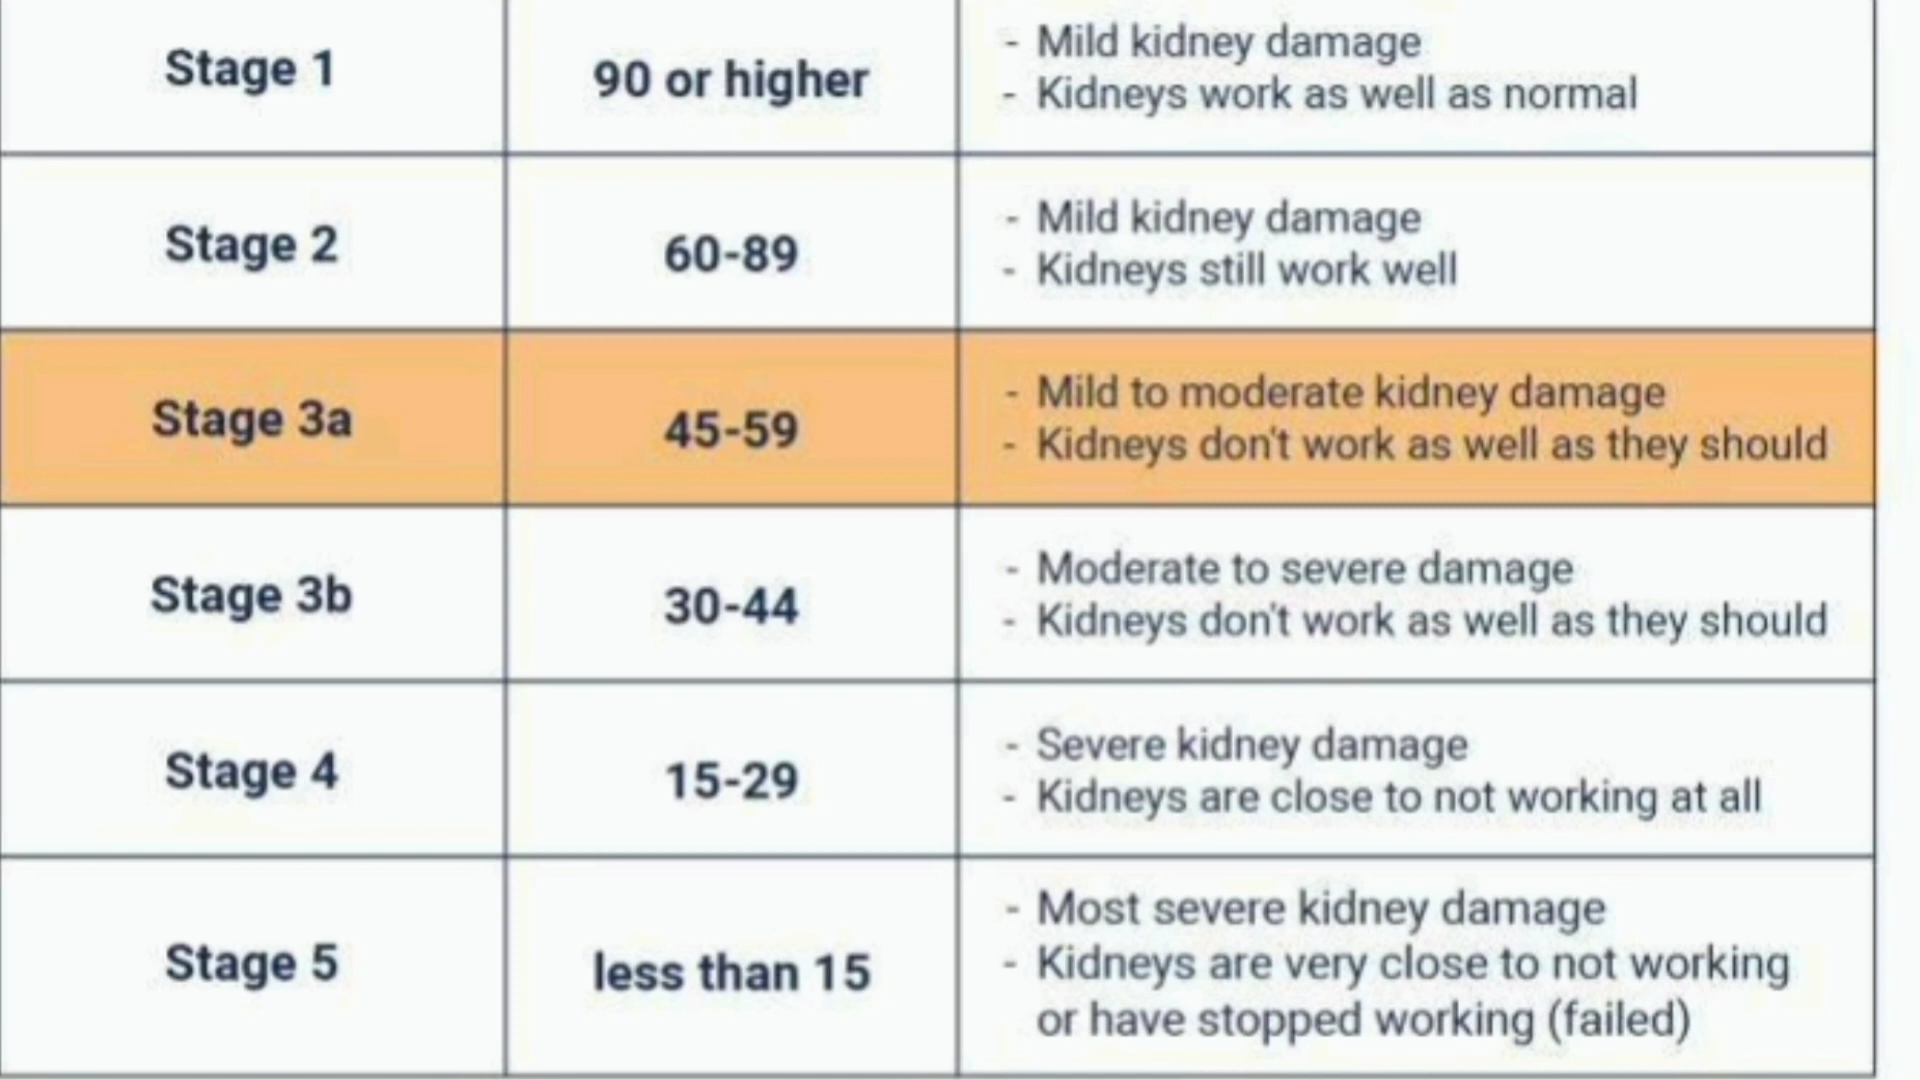 Stage 1
90 or higher
- Mild kidney damage
- Kidneys work as well as normal
Stage 2
60-89
- Mild kidney damage
- Kidneys still work well
Stage 3a
45-59
- Mild to moderate kidney damage
- Kidneys don't work as well as they should
Stage 3b
30-44
- Moderate to severe damage
- Kidneys don't work as well as they should
Stage 4
15-29
- Severe kidney damage
- Kidneys are close to not working at all
Stage 5
less than 15
- Most severe kidney damage
- Kidneys are very close to not working
or have stopped working (failed)